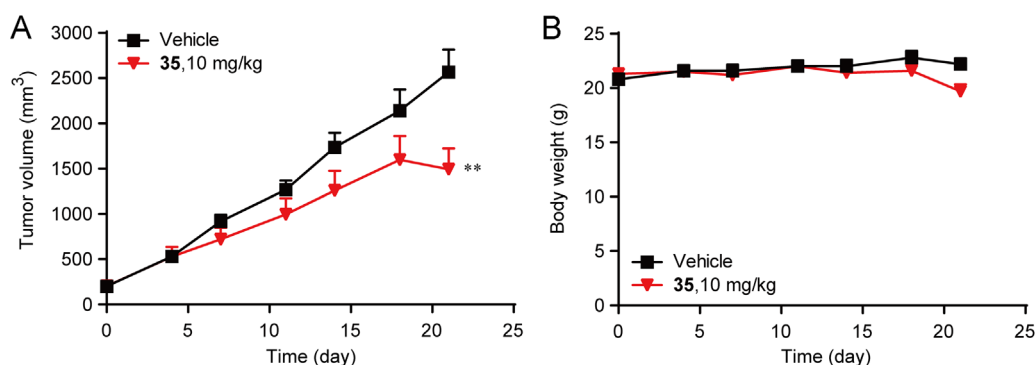 A
Tumor volume (mm³)
3000
2500
2000
1500
1000
500
0
Vehicle
35,10 mg/kg
**
0 5 10 15 20 25
Time (day)
B
Body weight (g)
25
20
15
10
5
0
Vehicle
35,10 mg/kg
0 5 10 15 20 25
Time (day)